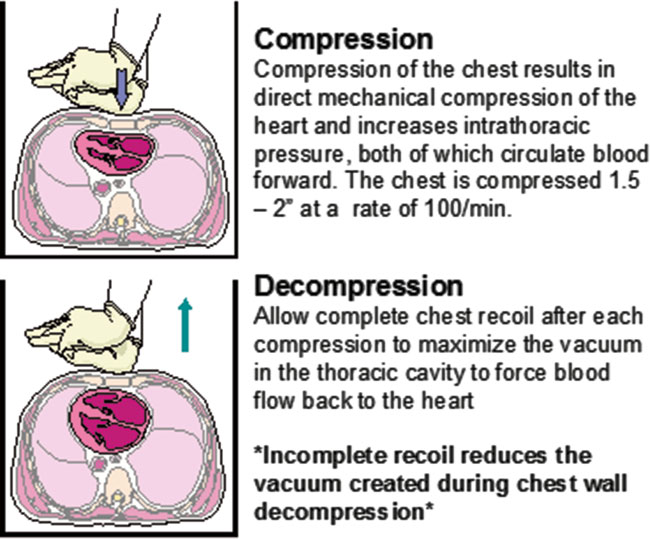 Compression
Compression of the chest results in
direct mechanical compression of the
heart and increases intrathoracic
pressure, both of which circulate blood
forward. The chest is compressed 1.5
– 2” at a rate of 100/min.
Decompression
Allow complete chest recoil after each
compression to maximize the vacuum
in the thoracic cavity to force blood
flow back to the heart
*Incomplete recoil reduces the
vacuum created during chest wall
decompression*